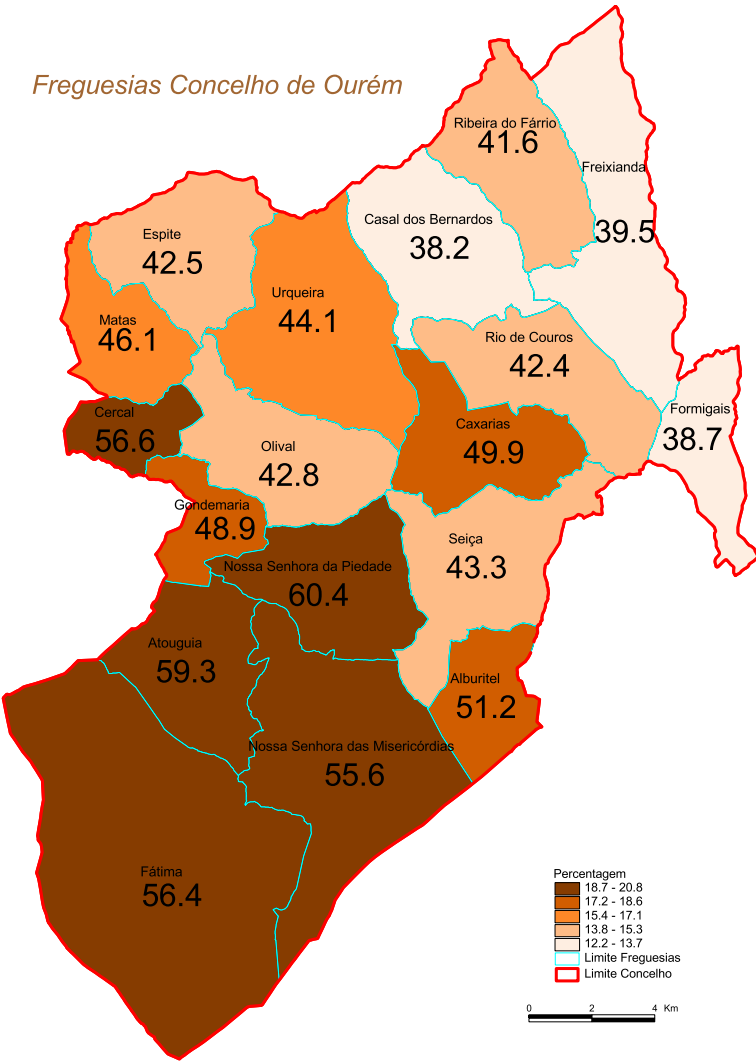 Freguesias Concelho de Ourém
Ribeira do Fárrio
41.6
Freixianda
39.5
Casal dos Bernardos
38.2
Espite
42.5
Urqueira
44.1
Matas
46.1
Rio de Couros
42.4
Formigais
38.7
Cercal
56.6
Caxarias
49.9
Olival
42.8
Gondemaria
48.9
Seiça
43.3
Nossa Senhora da Piedade
60.4
Atouguia
59.3
Alburitel
51.2
Nossa Senhora das Misericórdias
55.6
Fátima
56.4
Percentagem
18.7 - 20.8
17.2 - 18.6
15.4 - 17.1
13.8 - 15.3
12.2 - 13.7
Limite Freguesias
Limite Concelho
0 2 4 Km